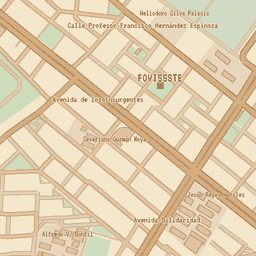 Heliodoro Silva Palacio
Calle Profesor Francisco Hernández Espinoza
FOVISSSTE
Avenida de los Insurgentes
Severiano Guzmán Moya
Jesús Reyes Heroles
Avenida Solidaridad
Alfredo V. Bonfil